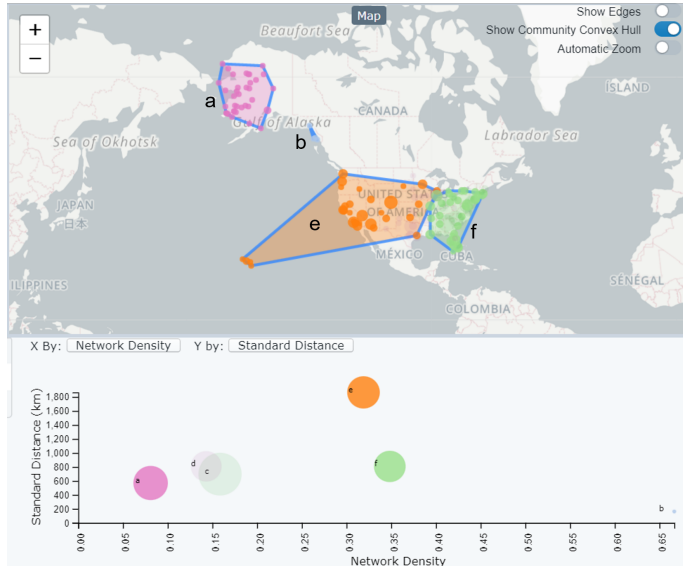 Map
Show Edges
Show Community Convex Hull
Automatic Zoom
+
−
Beaufort Sea
ÍSLAND
a
Gulf of Alaska
CANADA
b
Sea of Okhotsk
Labrador Sea
JAPAN
日本
UNITED STA
OF AMERICA
e
f
MÉXICO
CUBA
ILIPPINES
SÉNÉGAL
COLOMBIA
X By: Network Density Y by: Standard Distance
Standard Distance (km)
1,800
1,600
1,400
1,200
1,000
800
600
400
200
0
e
d
c
f
a
b
0.00
0.05
0.10
0.15
0.20
0.25
0.30
0.35
0.40
0.45
0.50
0.55
0.60
0.65
Network Density